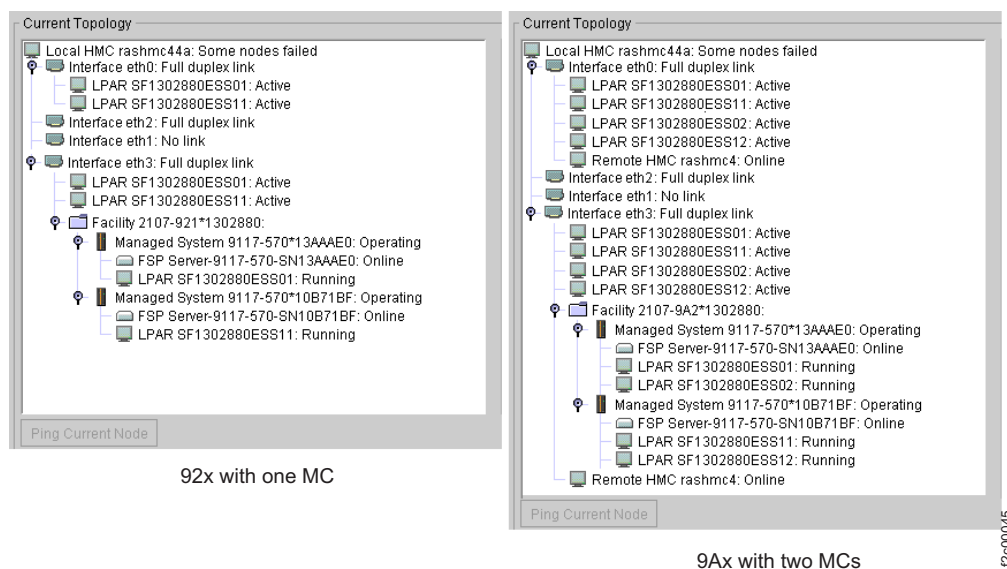 Current Topology
Local HMC rashmc44a: Some nodes failed
Interface eth0: Full duplex link
LPAR SF1302880ESS01: Active
LPAR SF1302880ESS11: Active
Interface eth2: Full duplex link
Interface eth1: No link
Interface eth3: Full duplex link
LPAR SF1302880ESS01: Active
LPAR SF1302880ESS11: Active
Facility 2107-921*1302880:
Managed System 9117-570*13AAAE0: Operating
FSP Server-9117-570-SN13AAAE0: Online
LPAR SF1302880ESS01: Running
Managed System 9117-570*10B71BF: Operating
FSP Server-9117-570-SN10B71BF: Online
LPAR SF1302880ESS11: Running
Ping Current Node
92x with one MC
Current Topology
Local HMC rashmc44a: Some nodes failed
Interface eth0: Full duplex link
LPAR SF1302880ESS01: Active
LPAR SF1302880ESS11: Active
LPAR SF1302880ESS02: Active
LPAR SF1302880ESS12: Active
Remote HMC rashmc4: Online
Interface eth2: Full duplex link
Interface eth1: No link
Interface eth3: Full duplex link
LPAR SF1302880ESS01: Active
LPAR SF1302880ESS11: Active
LPAR SF1302880ESS02: Active
LPAR SF1302880ESS12: Active
Facility 2107-9A2*1302880:
Managed System 9117-570*13AAAE0: Operating
FSP Server-9117-570-SN13AAAE0: Online
LPAR SF1302880ESS01: Running
LPAR SF1302880ESS02: Running
Managed System 9117-570*10B71BF: Operating
FSP Server-9117-570-SN10B71BF: Online
LPAR SF1302880ESS11: Running
LPAR SF1302880ESS12: Running
Remote HMC rashmc4: Online
Ping Current Node
9Ax with two MCs